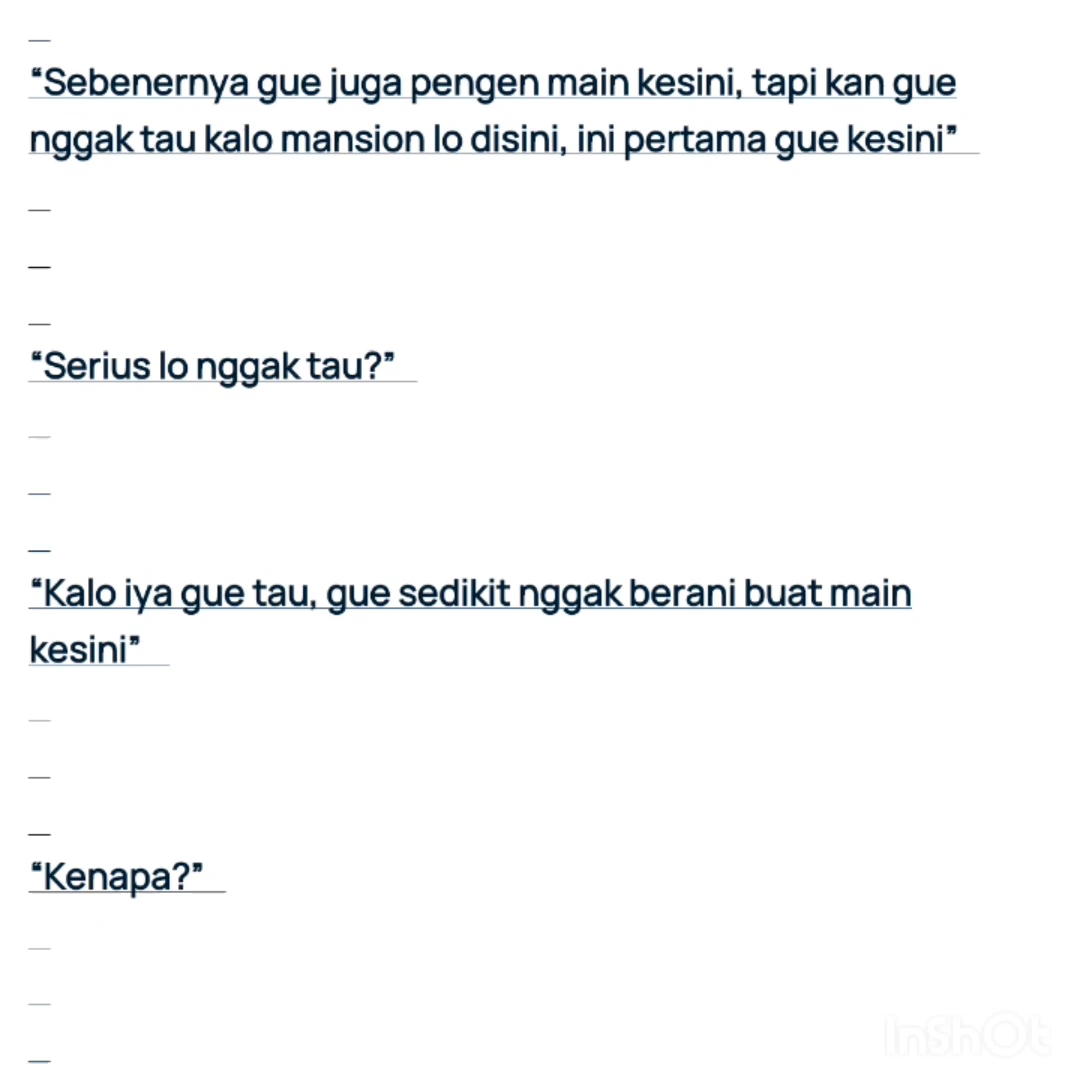 “Sebenernya gue juga pengen main kesini, tapi kan gue
nggak tau kalo mansion lo disini, ini pertama gue kesini”
“Serius lo nggak tau?”
“Kalo iya gue tau, gue sedikit nggak berani buat main
kesini”
“Kenapa?”
InShOt